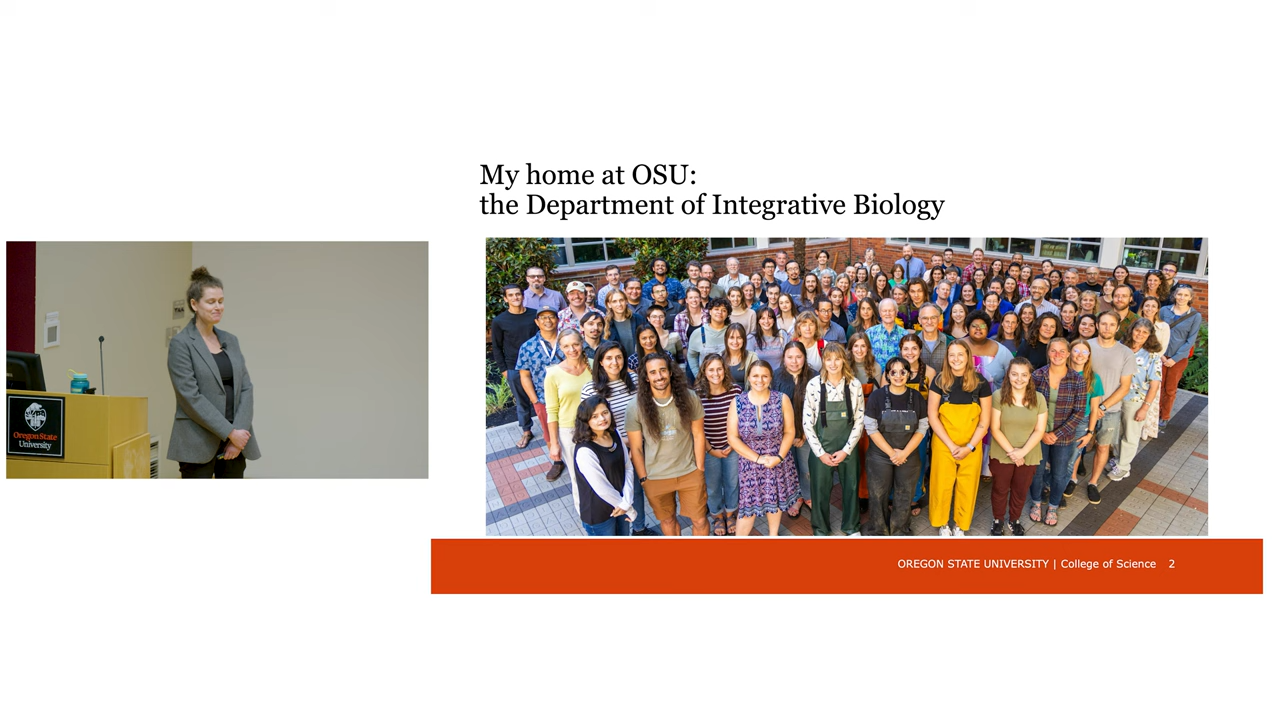 My home at OSU:
the Department of Integrative Biology
Oregon State
University
OREGON STATE UNIVERSITY | College of Science 2